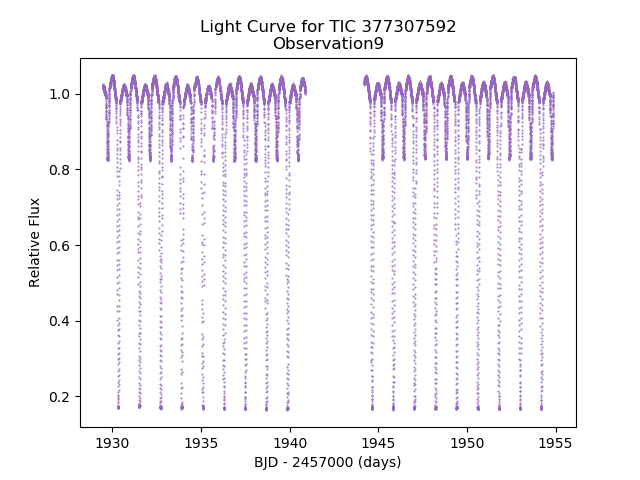 Light Curve for TIC 377307592
Observation9
Relative Flux
1.0
0.8
0.6
0.4
0.2
1930 1935 1940 1945 1950 1955
BJD - 2457000 (days)